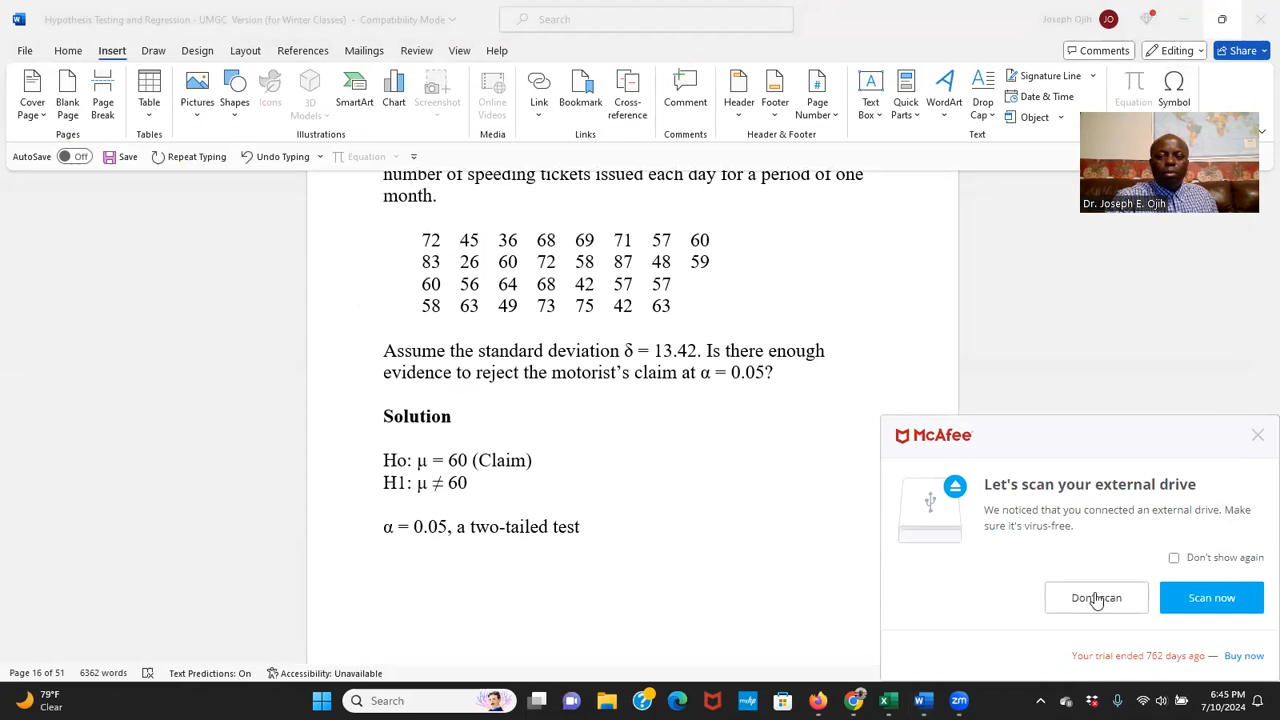 Hypothesis Testing and Regression - UMGC Version (for Winter Classes) - Compatibility Mode
Search
Joseph Ojih
JO
File Home Insert Draw Design Layout References Mailings Review View Help
Comments
Editing
Share
Cover Page
Blank Page
Page Break
Table
Pictures
Shapes
Icons
3D Models
SmartArt
Chart
Screenshot
Online Videos
Link
Bookmark
Cross-reference
Comment
Header
Footer
Page Number
Text Box
Quick Parts
WordArt
Drop Cap
Signature Line
Date & Time
Object
Equation
Symbol
Pages
Tables
Illustrations
Media
Links
Comments
Header & Footer
Text
AutoSave Off Save Repeat Typing Undo Typing Equation
Dr. Joseph E. Ojih
number of speeding tickets issued each day for a period of one
month.
72 45 36 68 69 71 57 60
83 26 60 72 58 87 48 59
60 56 64 68 42 57 57
58 63 49 73 75 42 63
Assume the standard deviation δ = 13.42. Is there enough
evidence to reject the motorist’s claim at α = 0.05?
Solution
Ho: µ = 60 (Claim)
H1: µ ≠ 60
α = 0.05, a two-tailed test
McAfee
Let's scan your external drive
We noticed that you connected an external drive. Make
sure it's virus-free.
Don't show again
Scan now
Your trial ended 762 days ago — Buy now
Page 16 of 51 6362 words Text Predictions: On Accessibility: Unavailable
79°F
Clear
Search
6:45 PM
7/10/2024